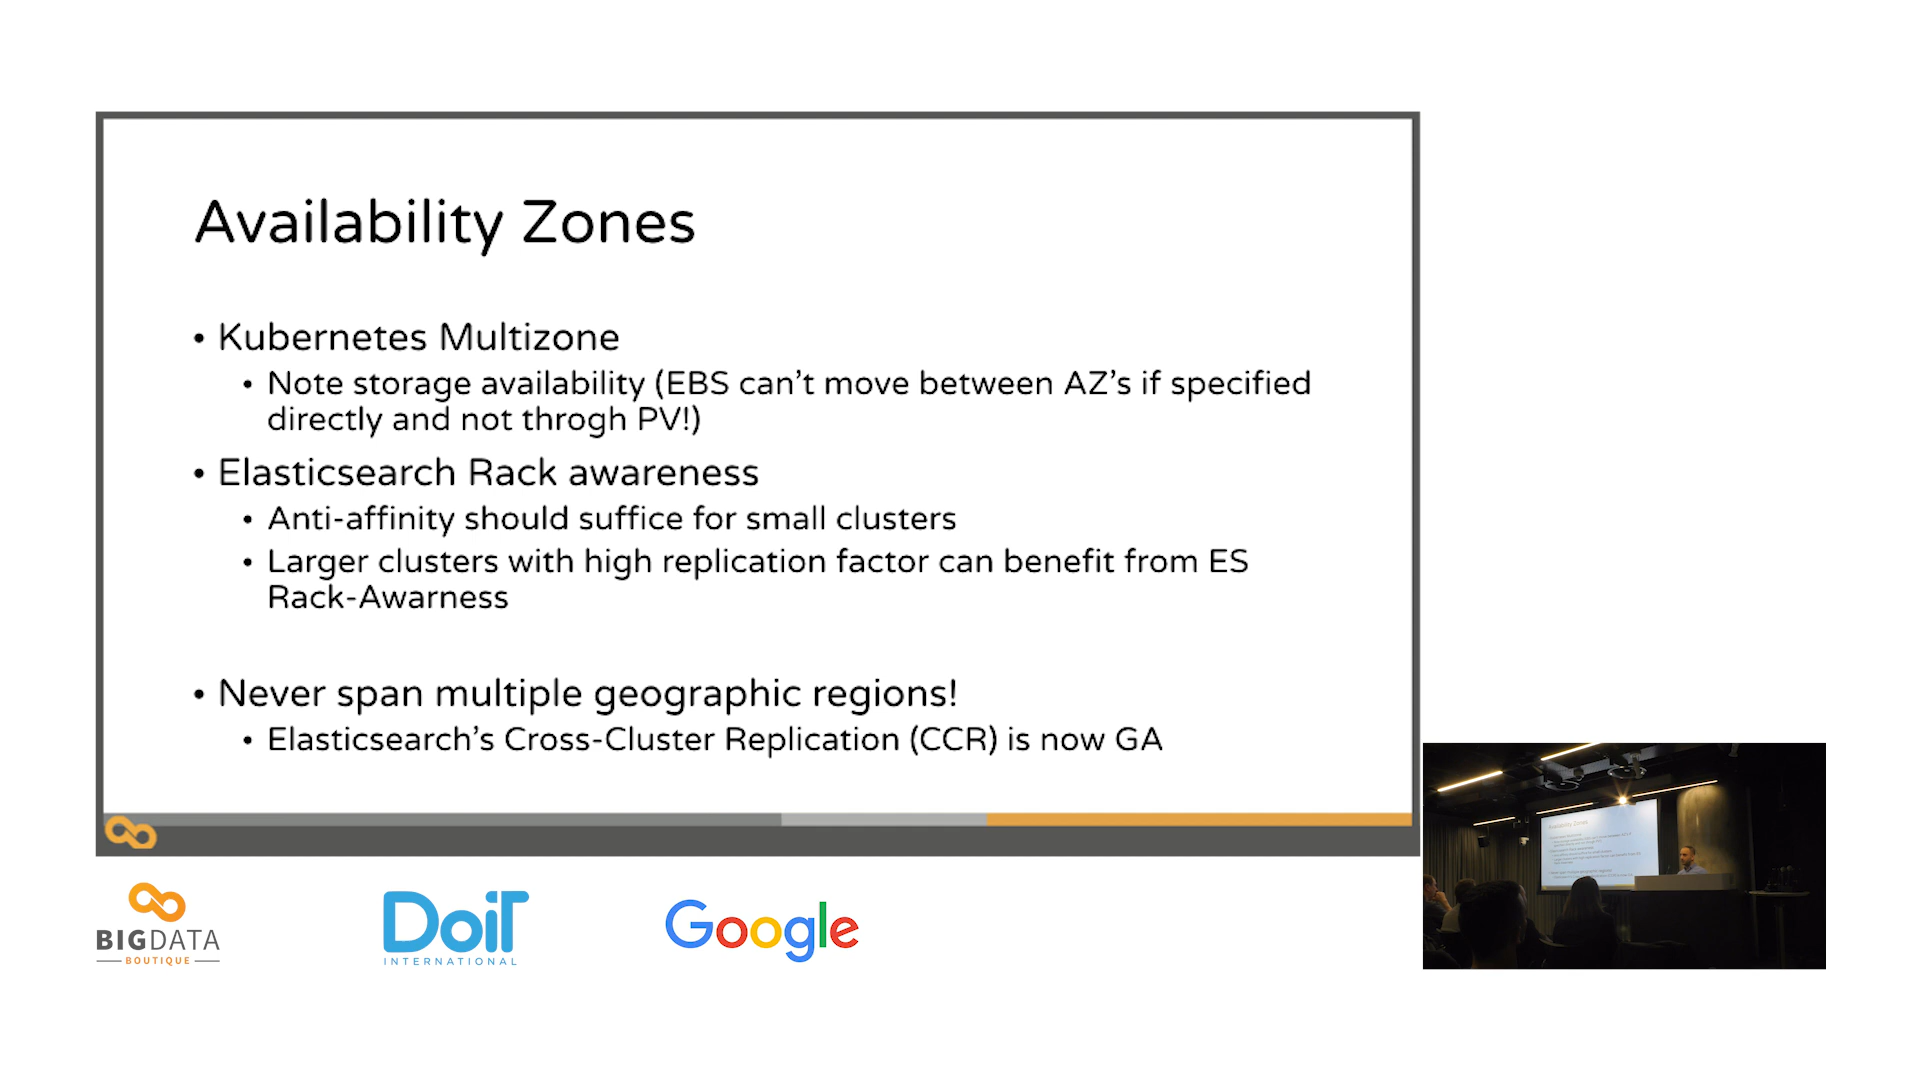 Availability Zones
• Kubernetes Multizone
• Note storage availability (EBS can't move between AZ's if specified
directly and not throgh PV!)
• Elasticsearch Rack awareness
• Anti-affinity should suffice for small clusters
• Larger clusters with high replication factor can benefit from ES
Rack-Awarness
• Never span multiple geographic regions!
• Elasticsearch's Cross-Cluster Replication (CCR) is now GA
BIGDATA
BOUTIQUE
DoiT
INTERNATIONAL
Google
Availability Zones